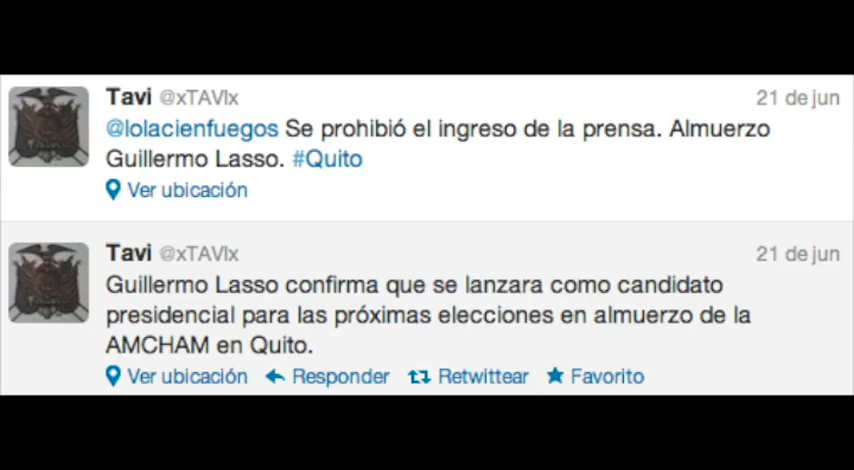 Tavi @xTAVIx 21 de jun
@lolacienfuegos Se prohibió el ingreso de la prensa. Almuerzo
Guillermo Lasso. #Quito
Ver ubicación
Tavi @xTAVIx 21 de jun
Guillermo Lasso confirma que se lanzara como candidato
presidencial para las próximas elecciones en almuerzo de la
AMCHAM en Quito.
Ver ubicación Responder Retwittear Favorito